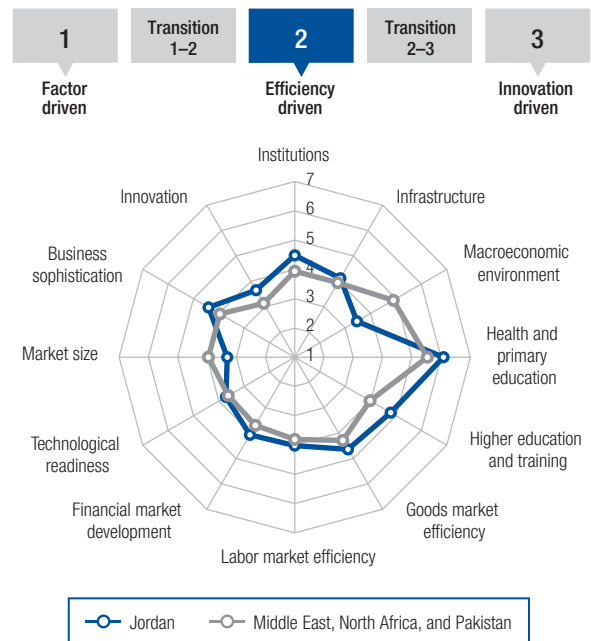 1
Transition
1–2
2
Transition
2–3
3
Factor
driven
Efficiency
driven
Innovation
driven
Institutions
Infrastructure
Macroeconomic
environment
Health and
primary
education
Higher education
and training
Goods market
efficiency
Labor market efficiency
Financial market
development
Technological
readiness
Market size
Business
sophistication
Innovation
7
6
5
4
3
2
1
Jordan
Middle East, North Africa, and Pakistan